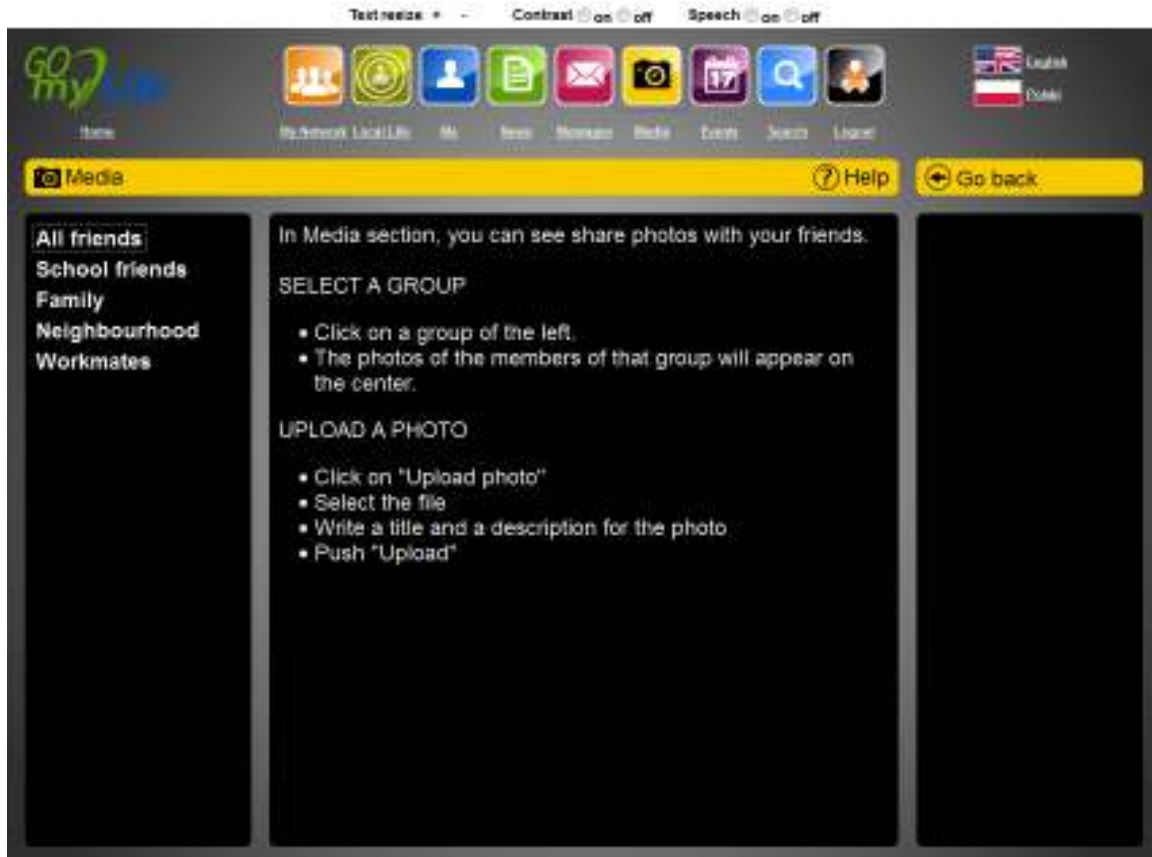 Text resize + -
Contrast on off
Speech on off
GO
my
Life
Home
My Network
Local Life
Me
News
Messages
Media
Events
Search
Logout
17
English
Polski
Media
Help
Go back
All friends
School friends
Family
Neighbourhood
Workmates
In Media section, you can see share photos with your friends.
SELECT A GROUP
• Click on a group of the left.
• The photos of the members of that group will appear on
the center.
UPLOAD A PHOTO
• Click on "Upload photo"
• Select the file
• Write a title and a description for the photo
• Push "Upload"